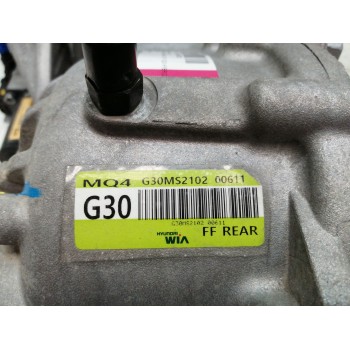 MQ4 G30MS2102 00611
G30
G30MS2102 00611
HYUNDAI
WIA
FF REAR